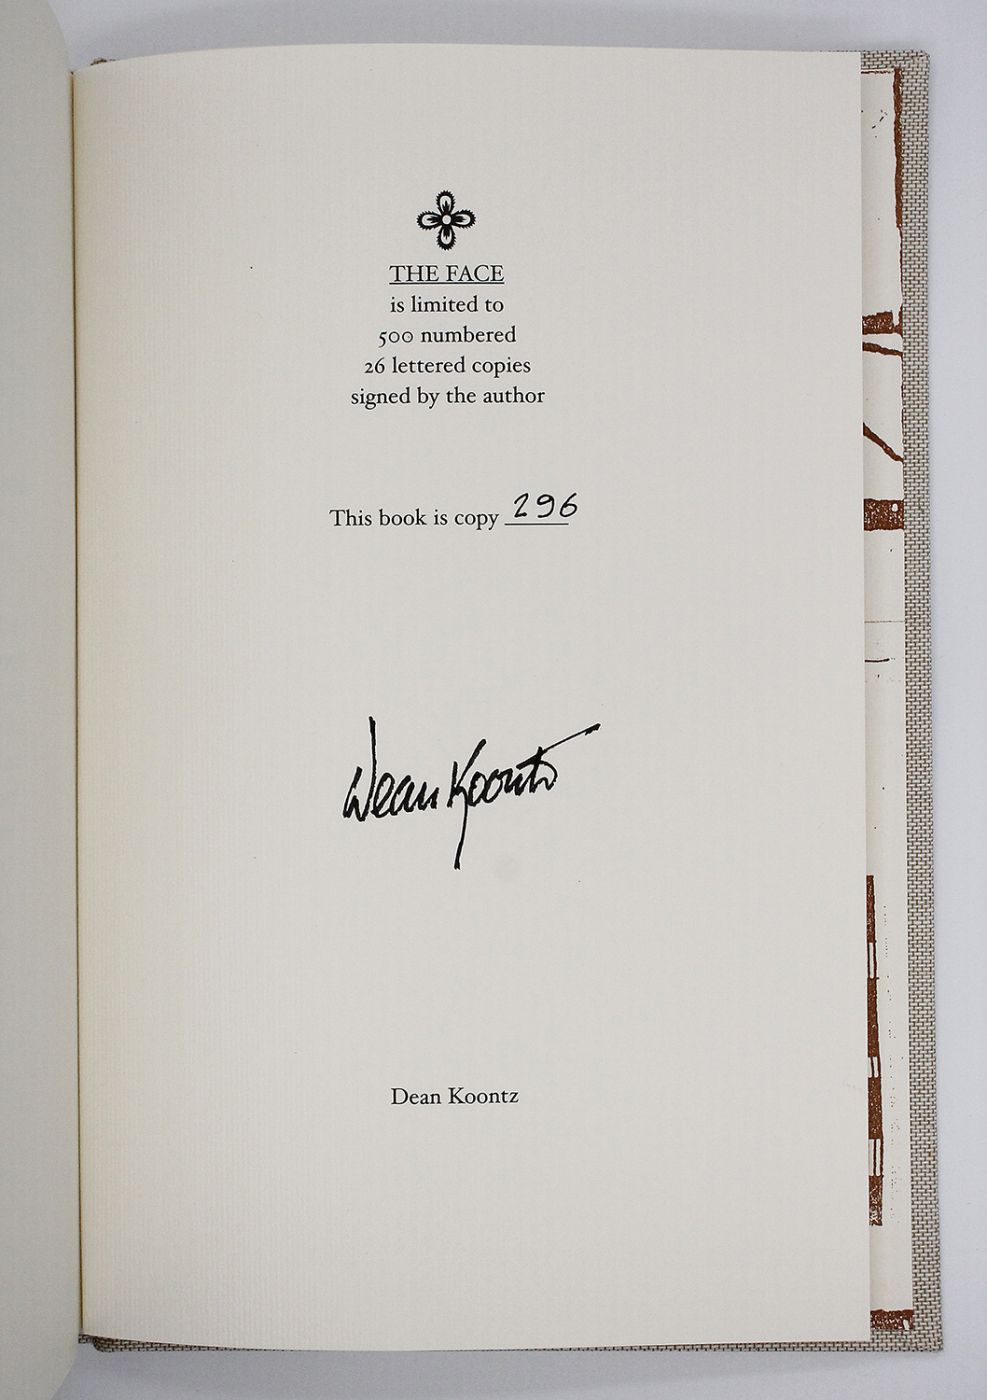 THE FACE
is limited to
500 numbered
26 lettered copies
signed by the author
This book is copy 296
Dean Koontz
Dean Koontz